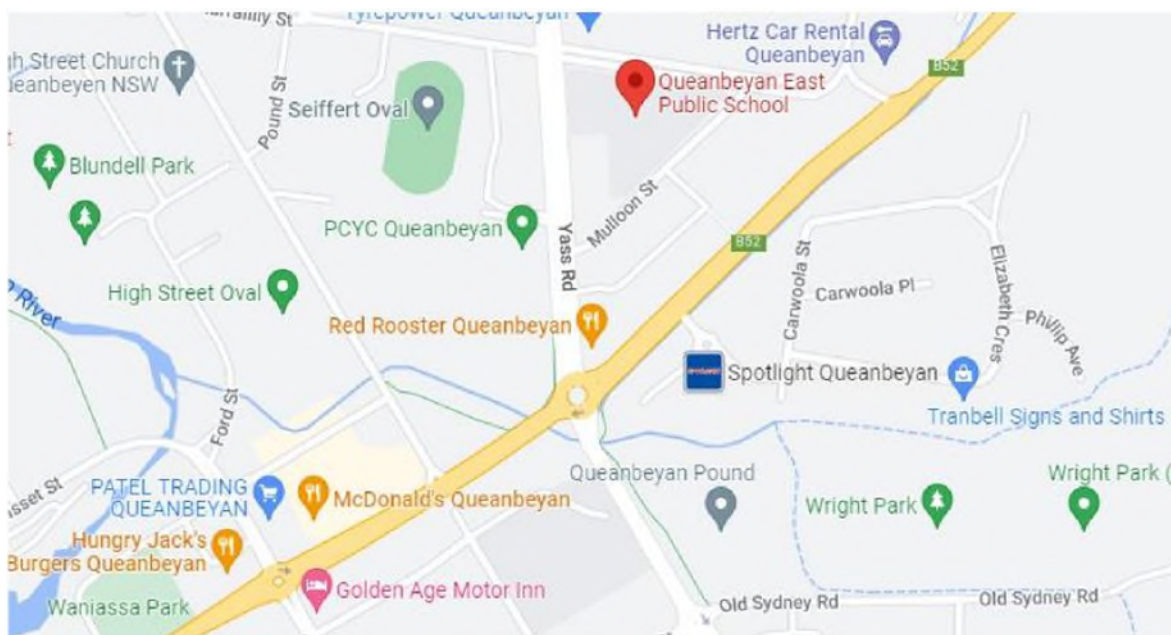 Tyrepower Queanbeyan
Hertz Car Rental
Queanbeyan
B52
gh Street Church
eanbeyen NSW
Pound St
Seiffert Oval
Queanbeyan East
Public School
Blundell Park
Mulloon St
PCYC Queanbeyan
Yass Rd
B52
Carwoola St
Elizabeth Cres
High Street Oval
Carwoola Pl
River
Red Rooster Queanbeyan
Phillip Ave
Spotlight Queanbeyan
Tranbell Signs and Shirts
Ford St
Queanbeyan Pound
Wright Park (
sset St
PATEL TRADING
QUEANBEYAN
McDonald's Queanbeyan
Wright Park
Hungry Jack's
Burgers Queanbeyan
Golden Age Motor Inn
Waniassa Park
Old Sydney Rd
Old Sydney Rd